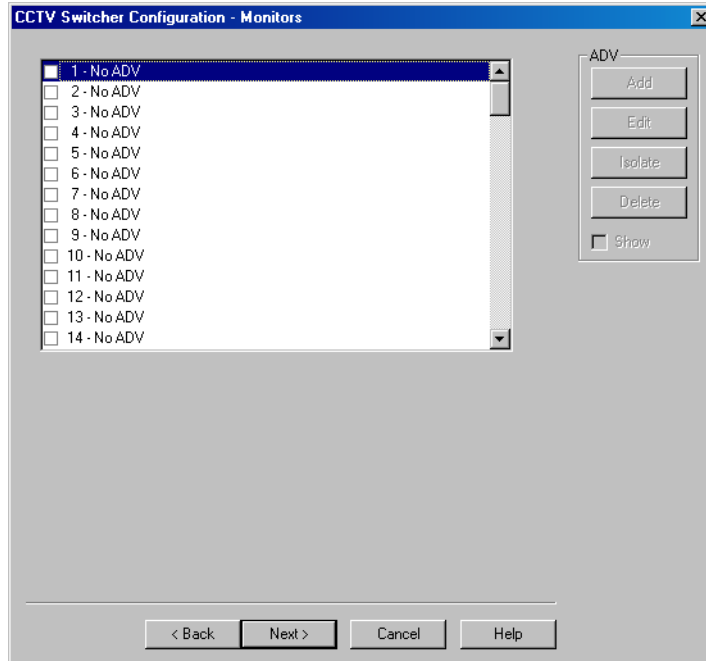 CCTV Switcher Configuration - Monitors
1 - No ADV
2 - No ADV
3 - No ADV
4 - No ADV
5 - No ADV
6 - No ADV
7 - No ADV
8 - No ADV
9 - No ADV
10 - No ADV
11 - No ADV
12 - No ADV
13 - No ADV
14 - No ADV
ADV
Add
Edit
Isolate
Delete
Show
< Back
Next >
Cancel
Help